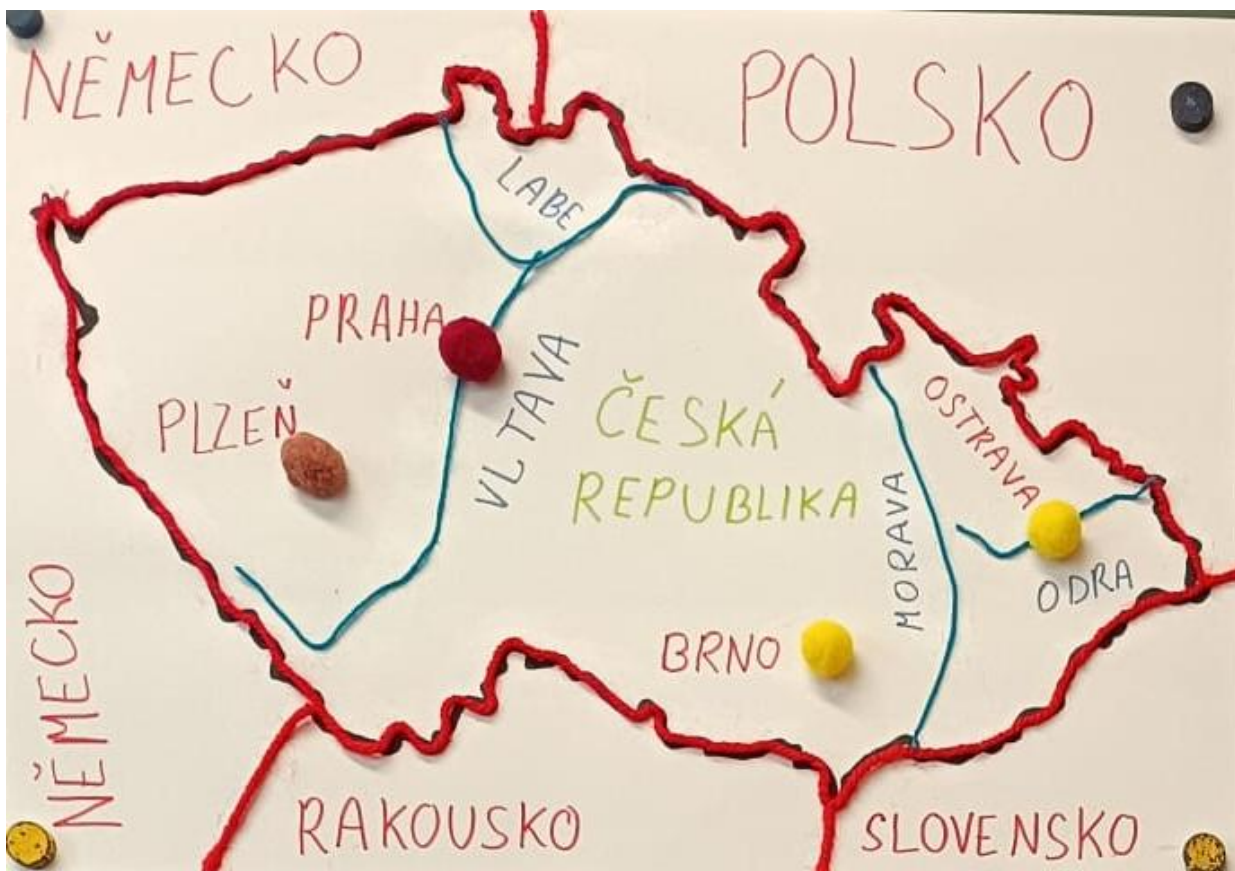 NĚMECKO
POLSKO
LABE
PRAHA
VLTAVA
PLZEŇ
ČESKÁ
REPUBLIKA
OSTRAVA
MORAVA
ODRA
BRNO
NĚMECKO
RAKOUSKO
SLOVENSKO